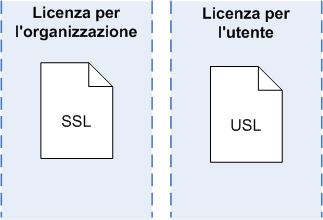 Licenza per
l'organizzazione
SSL
Licenza per
l'utente
USL